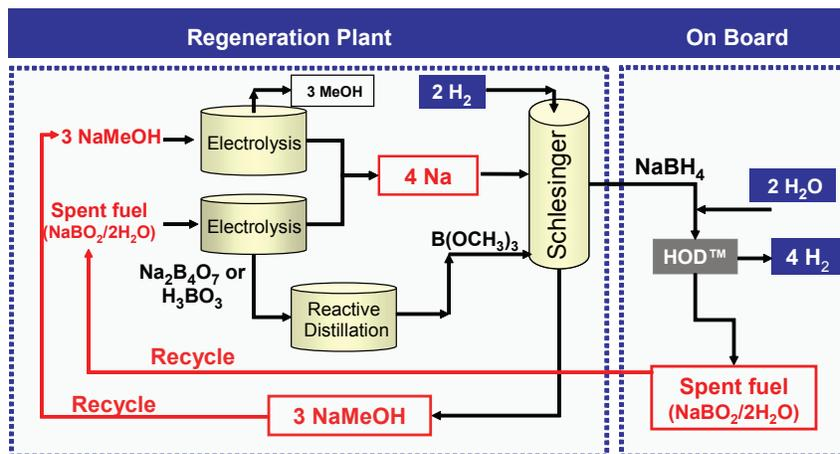 Regeneration Plant
On Board
3 MeOH
2 H₂
3 NaMeOH
Electrolysis
4 Na
Schlesinger
NaBH₄
2 H₂O
Spent fuel
(NaBO₂/2H₂O)
Electrolysis
B(OCH₃)₃
HOD™
4 H₂
Na₂B₄O₇ or
H₃BO₃
Reactive
Distillation
Recycle
Spent fuel
(NaBO₂/2H₂O)
Recycle
3 NaMeOH